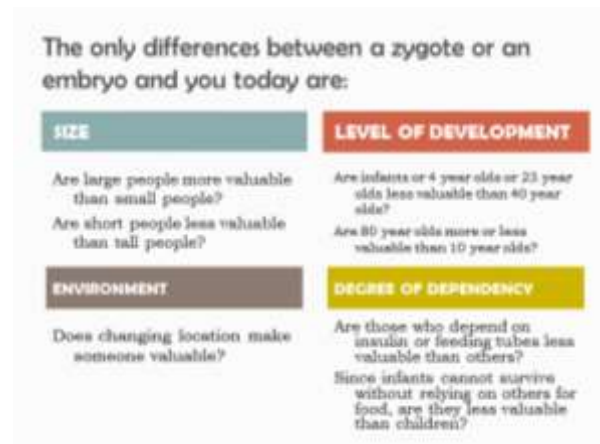 The only differences between a zygote or an
embryo and you today are:
SIZE
Are large people more valuable
than small people?
Are short people less valuable
than tall people?
LEVEL OF DEVELOPMENT
Are infants or 4 year olds or 23 year
olds less valuable than 40 year
olds?
Are 80 year olds more or less
valuable than 10 year olds?
ENVIRONMENT
Does changing location make
someone valuable?
DEGREE OF DEPENDENCY
Are those who depend on
insulin or feeding tubes less
valuable than others?
Since infants cannot survive
without relying on others for
food, are they less valuable
than children?